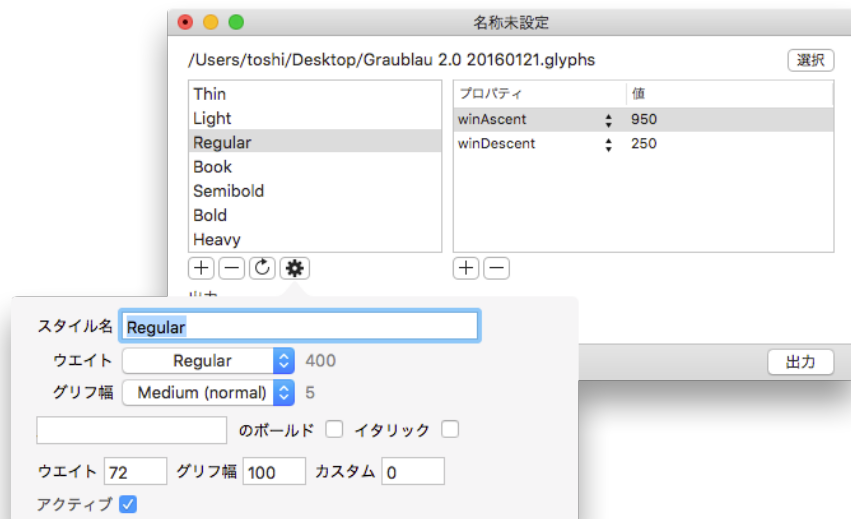 名称未設定
/Users/toshi/Desktop/Graublau 2.0 20160121.glyphs 選択
Thin
Light
Regular
Book
Semibold
Bold
Heavy
プロパティ 値
winAscent 950
winDescent 250
出力
スタイル名 Regular
ウエイト Regular 400
グリフ幅 Medium (normal) 5
のボールド イタリック
ウエイト 72 グリフ幅 100 カスタム 0
アクティブ
出力